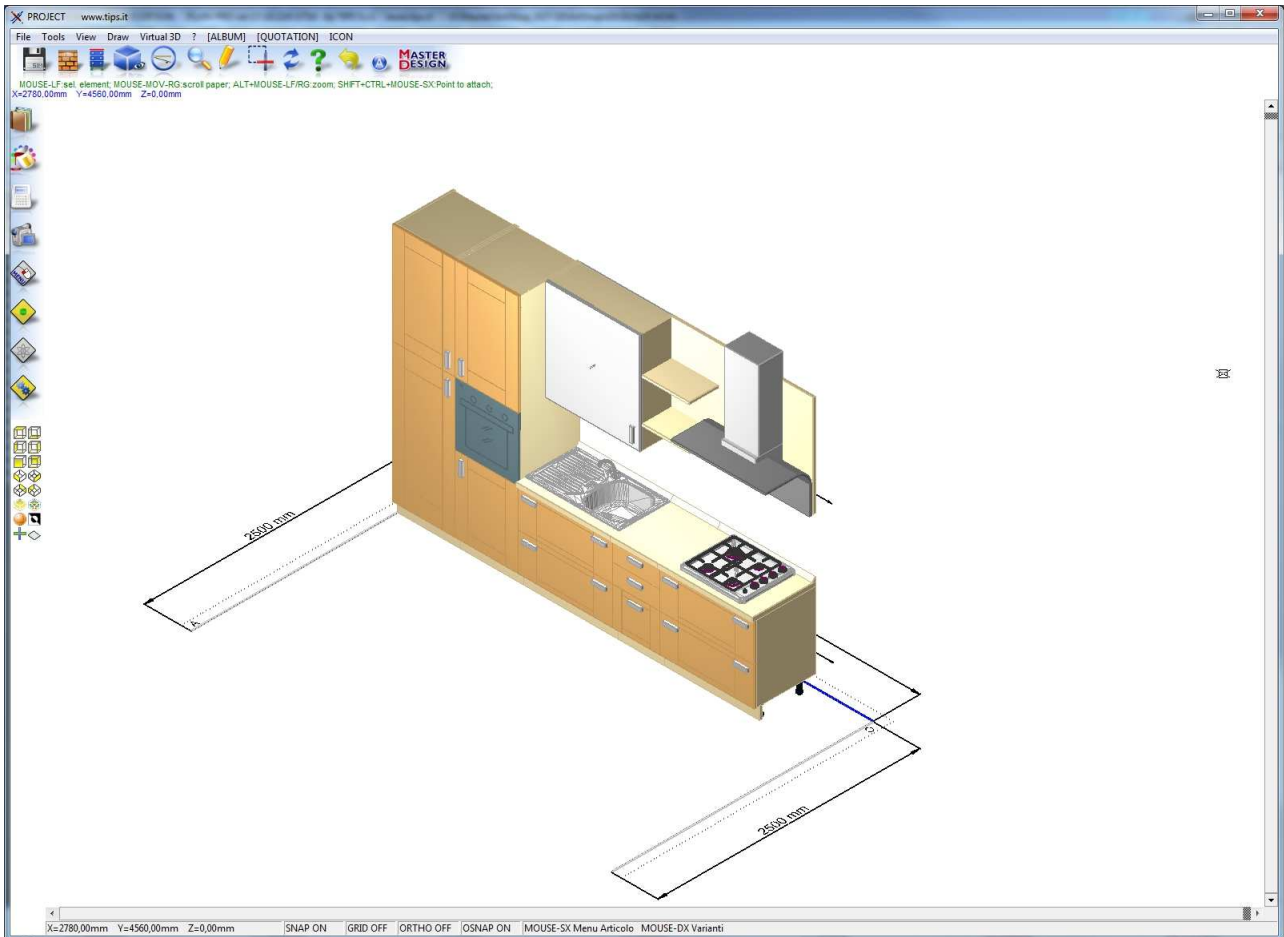 PROJECT www.tips.it
File Tools View Draw Virtual 3D ? [ALBUM] [QUOTATION] ICON
MASTER
DESIGN
MOUSE-LF:sel. element; MOUSE-MOV-RG:scroll paper; ALT+MOUSE-LF/RG:zoom; SHIFT+CTRL+MOUSE-SX:Point to attach;
X=2780,00mm Y=4560,00mm Z=0,00mm
2500 mm
A
C
2500 mm
X=2780,00mm Y=4560,00mm Z=0,00mm SNAP ON GRID OFF ORTHO OFF OSNAP ON MOUSE-SX Menu Articolo MOUSE-DX Varianti